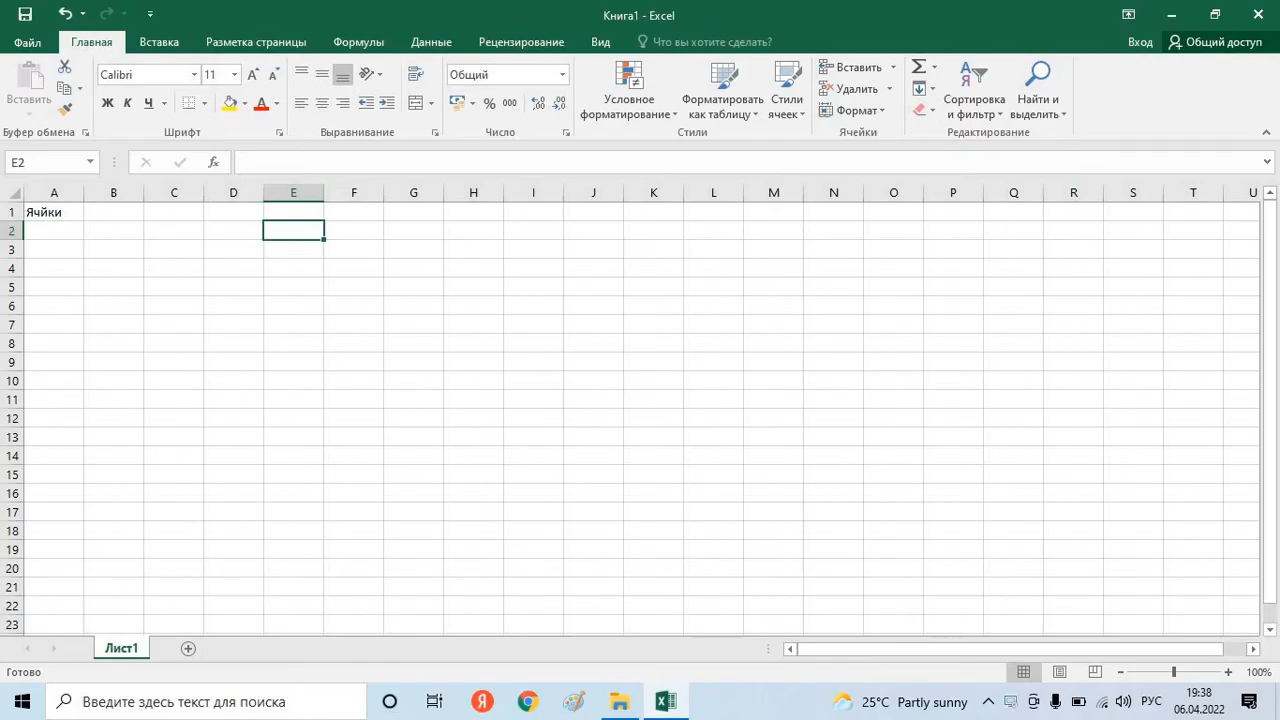 Книга1 - Excel
Файл Главная Вставка Разметка страницы Формулы Данные Рецензирование Вид Что вы хотите сделать? Вход Общий доступ
Вставить
Буфер обмена
Calibri 11
Ж К Ч А
Шрифт
Выравнивание
Общий
% 000
Число
Условное форматирование
Форматировать как таблицу
Стили ячеек
Стили
Вставить
Удалить
Формат
Ячейки
Сортировка и фильтр
Найти и выделить
Редактирование
E2 fx
A B C D E F G H I J K L M N O P Q R S T U
1 Ячйки
2
3
4
5
6
7
8
9
10
11
12
13
14
15
16
17
18
19
20
21
22
23
Лист1
Готово 100%
Введите здесь текст для поиска Я 25°C Partly sunny РУС 19:38
06.04.2022